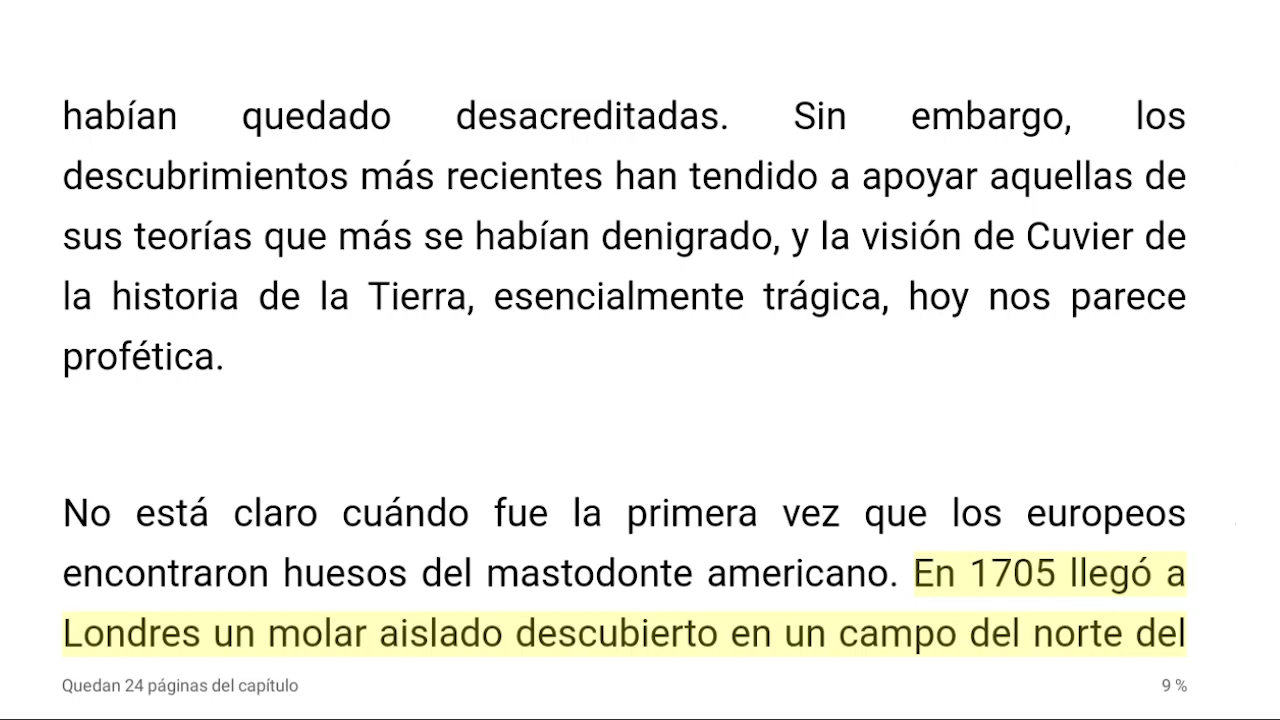 habían quedado desacreditadas. Sin embargo, los
descubrimientos más recientes han tendido a apoyar aquellas de
sus teorías que más se habían denigrado, y la visión de Cuvier de
la historia de la Tierra, esencialmente trágica, hoy nos parece
profética.
No está claro cuándo fue la primera vez que los europeos
encontraron huesos del mastodonte americano. En 1705 llegó a
Londres un molar aislado descubierto en un campo del norte del
Quedan 24 páginas del capítulo
9 %